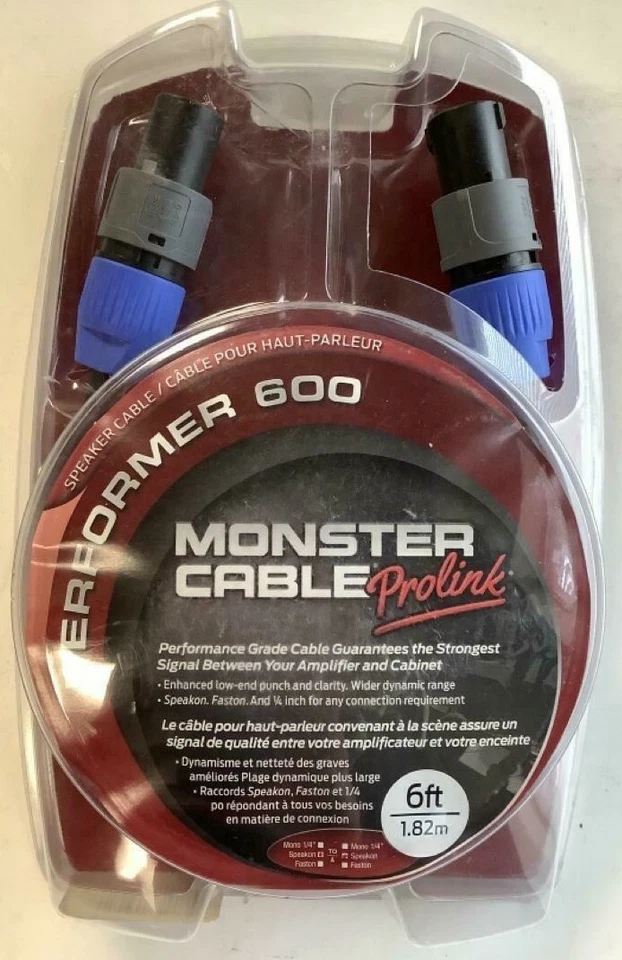 SPEAKER CABLE / CÂBLE POUR HAUT-PARLEUR
ERFORMER 600
MONSTER
CABLE Prolink
Performance Grade Cable Guarantees the Strongest
Signal Between Your Amplifier and Cabinet
• Enhanced low-end punch and clarity. Wider dynamic range
• Speakon. Faston. And ¼ inch for any connection requirement
Le câble pour haut-parleur convenant à la scène assure un
signal de qualité entre votre amplificateur et votre enceinte
• Dynamisme et netteté des graves
améliorés Plage dynamique plus large
• Raccords Speakon, Faston et 1/4
po répondant à tous vos besoins
en matière de connexion
6ft
1.82m
Mono 1/4" Mono 1/4"
Speakon TO Speakon
Faston À Faston